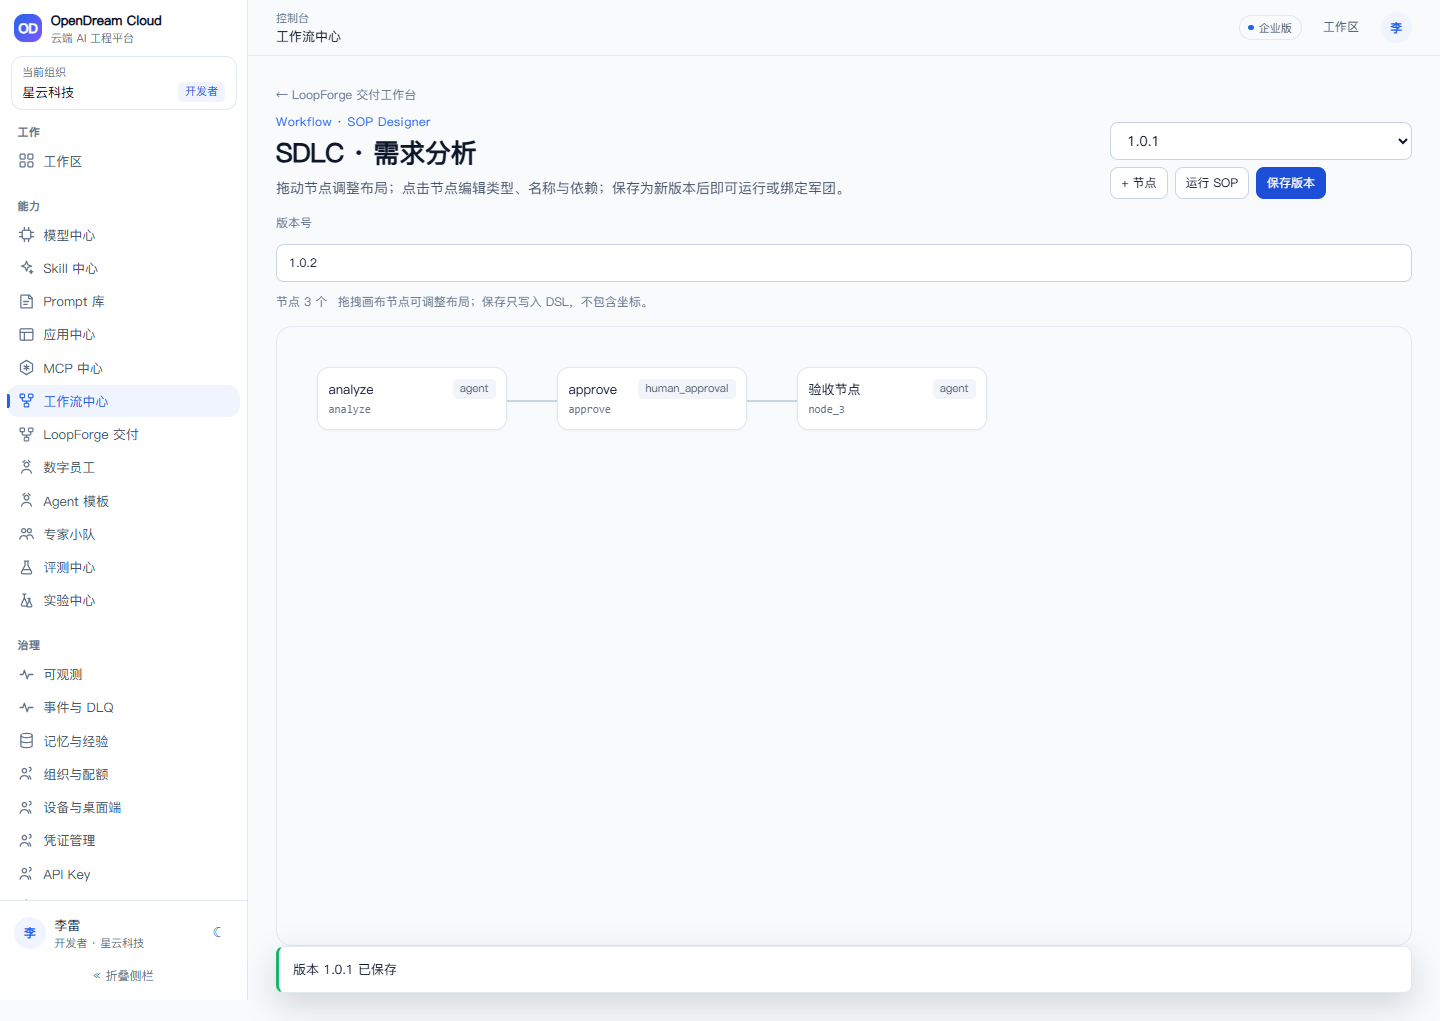 OD
OpenDream Cloud
云端 AI 工程平台
当前组织
星云科技
开发者
工作
工作区
能力
模型中心
Skill 中心
Prompt 库
应用中心
MCP 中心
工作流中心
LoopForge 交付
数字员工
Agent 模板
专家小队
评测中心
实验中心
治理
可观测
事件与 DLQ
记忆与经验
组织与配额
设备与桌面端
凭证管理
API Key
李
李雷
开发者 · 星云科技
« 折叠侧栏
控制台
工作流中心
企业版
工作区
李
← LoopForge 交付工作台
Workflow · SOP Designer
SDLC · 需求分析
拖动节点调整布局；点击节点编辑类型、名称与依赖；保存为新版本后即可运行或绑定军团。
1.0.1
+ 节点
运行 SOP
保存版本
版本号
1.0.2
节点 3 个 拖拽画布节点可调整布局；保存只写入 DSL，不包含坐标。
analyze
agent
analyze
approve
human_approval
approve
验收节点
agent
node_3
版本 1.0.1 已保存